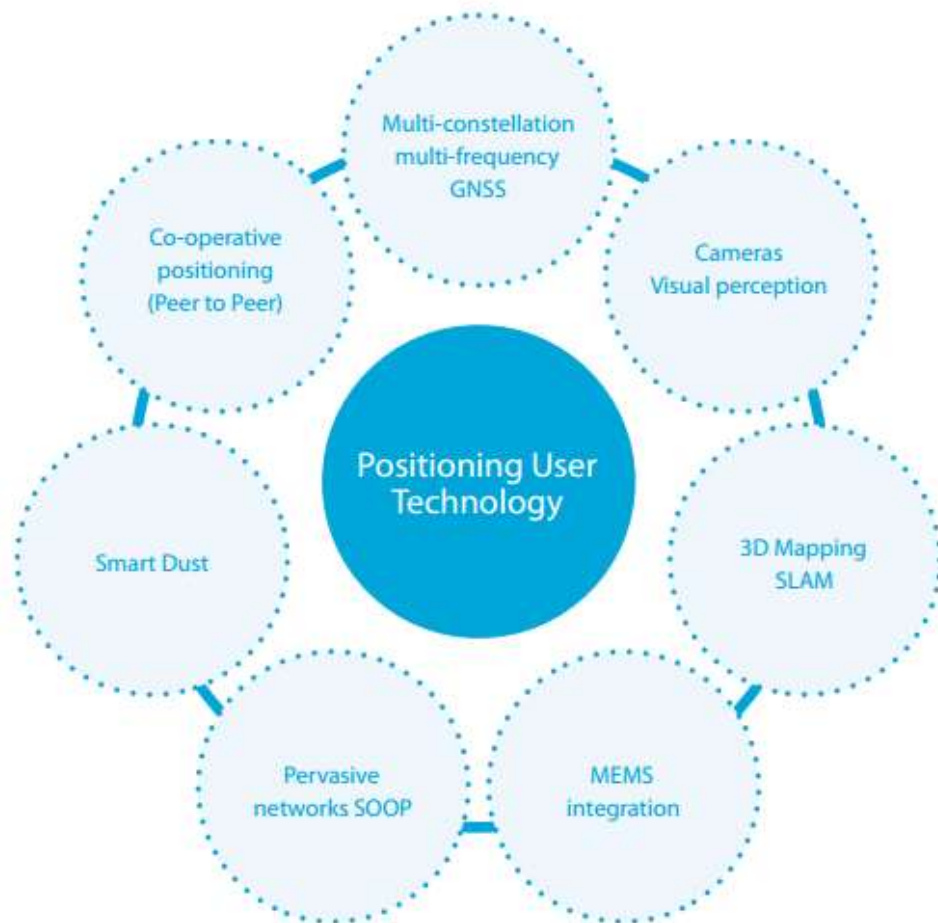 Multi-constellation
multi-frequency
GNSS
Cameras
Visual perception
3D Mapping
SLAM
MEMS
integration
Pervasive
networks SOOP
Smart Dust
Co-operative
positioning
(Peer to Peer)
Positioning User
Technology